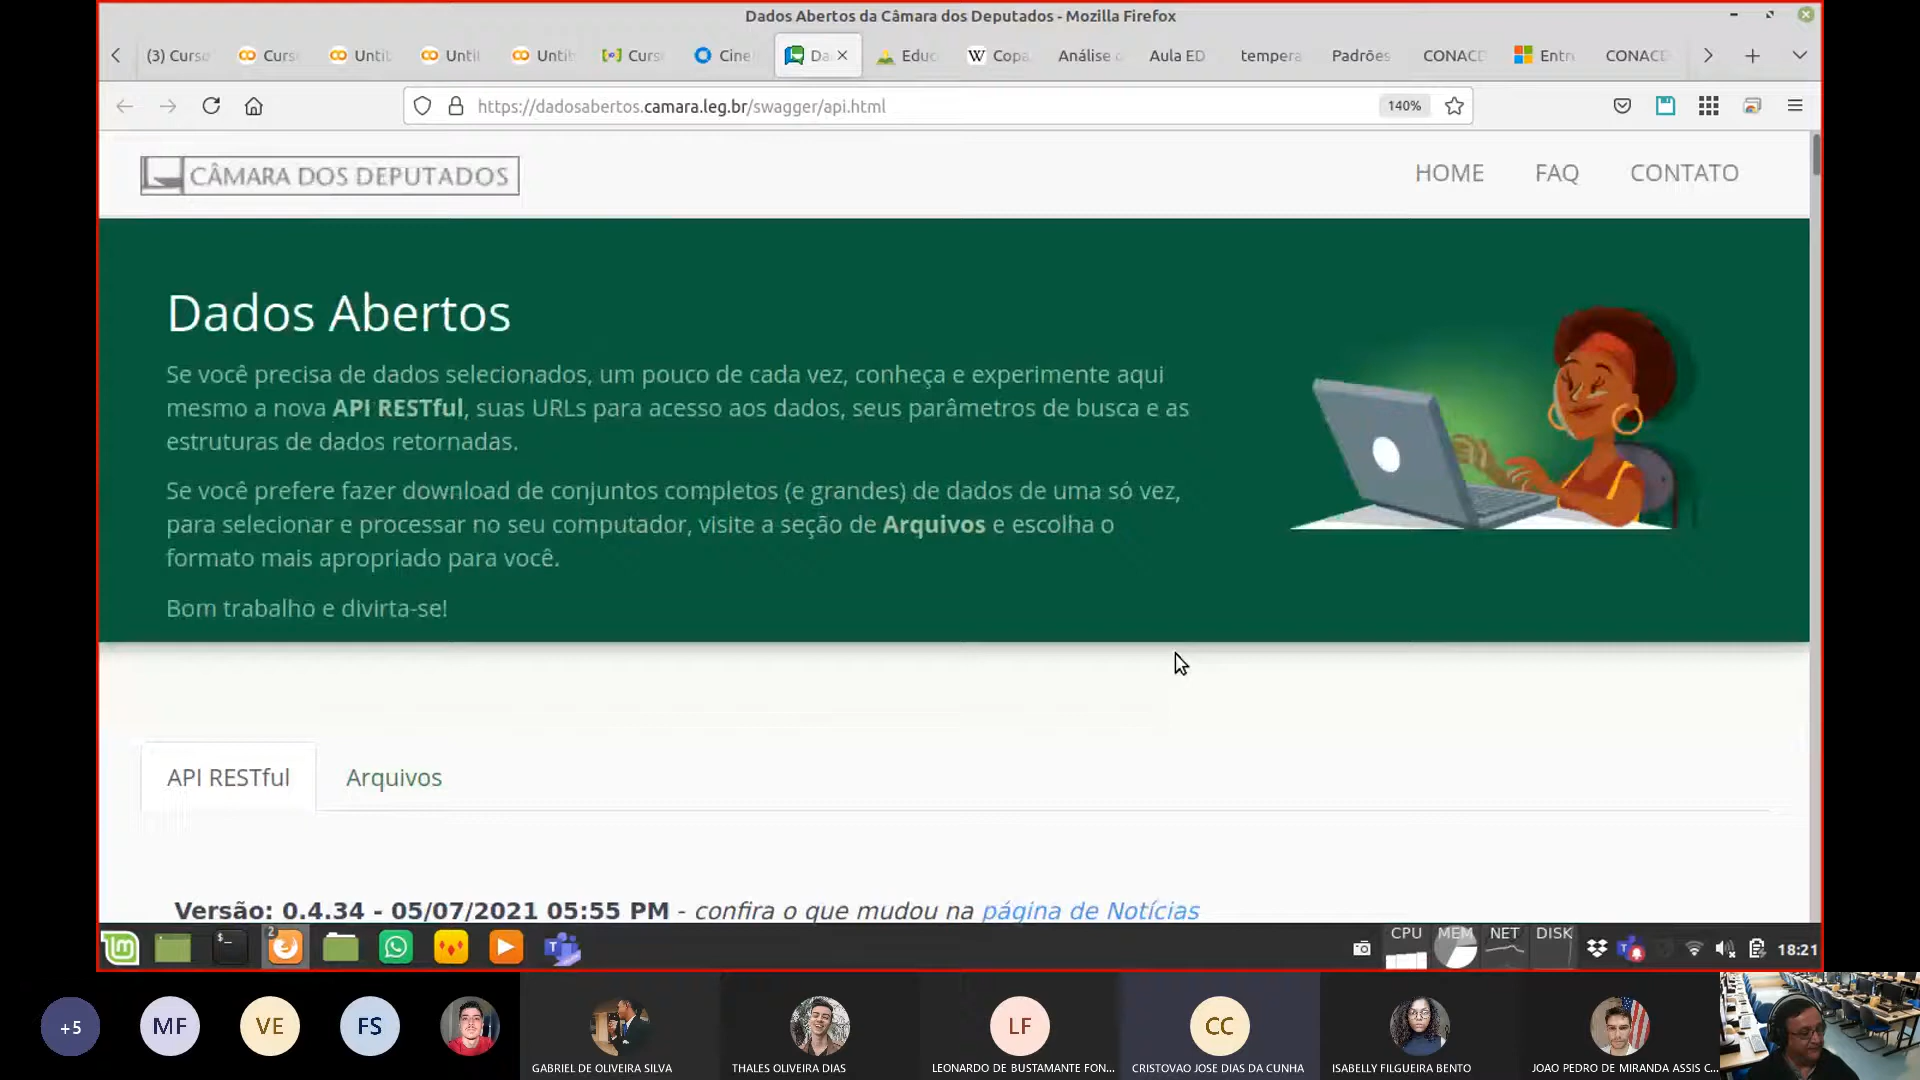 Dados Abertos da Câmara dos Deputados - Mozilla Firefox
(3) Curso
Curs
Untit
Until
Untit
Curs
Cine
Da
Educ
Copa
Análise
Aula ED
tempera
Padrões
CONACD
Entr
CONACD
https://dadosabertos.camara.leg.br/swagger/api.html
140%
CÂMARA DOS DEPUTADOS
HOME FAQ CONTATO
Dados Abertos
Se você precisa de dados selecionados, um pouco de cada vez, conheça e experimente aqui
mesmo a nova API RESTful, suas URLs para acesso aos dados, seus parâmetros de busca e as
estruturas de dados retornadas.
Se você prefere fazer download de conjuntos completos (e grandes) de dados de uma só vez,
para selecionar e processar no seu computador, visite a seção de Arquivos e escolha o
formato mais apropriado para você.
Bom trabalho e divirta-se!
API RESTful Arquivos
Versão: 0.4.34 - 05/07/2021 05:55 PM - confira o que mudou na página de Notícias
2
CPU MEM NET DISK
18:21
+5 MF VE FS LF CC
GABRIEL DE OLIVEIRA SILVA
THALES OLIVEIRA DIAS
LEONARDO DE BUSTAMANTE FON...
CRISTOVAO JOSE DIAS DA CUNHA
ISABELLY FILGUEIRA BENTO
JOAO PEDRO DE MIRANDA ASSIS C...